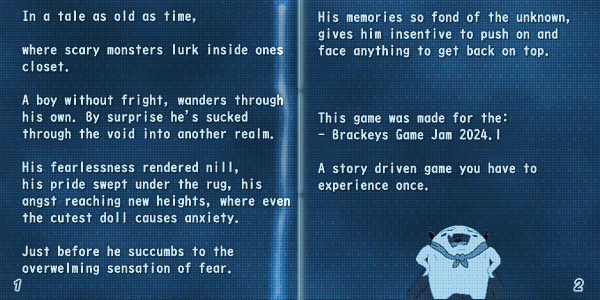 In a tale as old as time,
where scary monsters lurk inside ones
closet.
A boy without fright, wanders through
his own. By surprise he's sucked
through the void into another realm.
His fearlessness rendered nill,
his pride swept under the rug, his
angst reaching new heights, where even
the cutest doll causes anxiety.
Just before he succumbs to the
overwelming sensation of fear.
1
His memories so fond of the unknown,
gives him insentive to push on and
face anything to get back on top.
This game was made for the:
- Brackeys Game Jam 2024.1
A story driven game you have to
experience once.
2